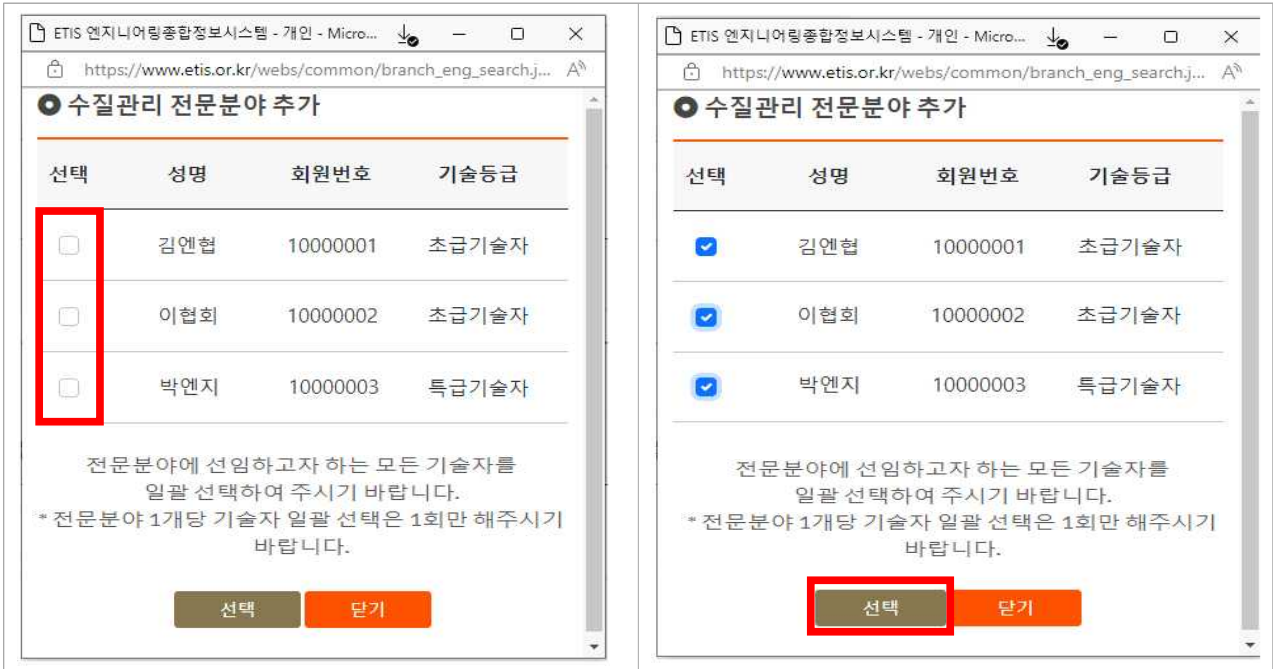 ETIS 엔지니어링종합정보시스템 - 개인 - Micro...
https://www.etis.or.kr/webs/common/branch_eng_search.j...
수질관리 전문분야 추가
선택 성명 회원번호 기술등급
김엔협 10000001 초급기술자
이협회 10000002 초급기술자
박엔지 10000003 특급기술자
전문분야에 선임하고자 하는 모든 기술자를
일괄 선택하여 주시기 바랍니다.
* 전문분야 1개당 기술자 일괄 선택은 1회만 해주시기
바랍니다.
선택 닫기
ETIS 엔지니어링종합정보시스템 - 개인 - Micro...
https://www.etis.or.kr/webs/common/branch_eng_search.j...
수질관리 전문분야 추가
선택 성명 회원번호 기술등급
김엔협 10000001 초급기술자
이협회 10000002 초급기술자
박엔지 10000003 특급기술자
전문분야에 선임하고자 하는 모든 기술자를
일괄 선택하여 주시기 바랍니다.
* 전문분야 1개당 기술자 일괄 선택은 1회만 해주시기
바랍니다.
선택 닫기